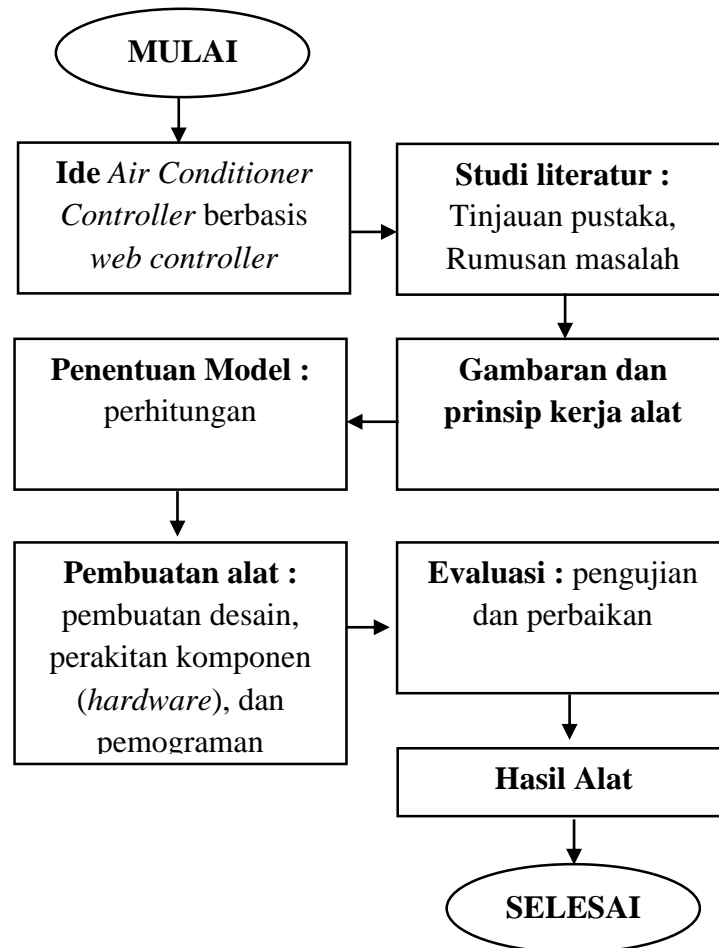 MULAI
Ide Air Conditioner
Controller berbasis
web controller
Studi literatur :
Tinjauan pustaka,
Rumusan masalah
Gambaran dan
prinsip kerja alat
Penentuan Model :
perhitungan
Pembuatan alat :
pembuatan desain,
perakitan komponen
(hardware), dan
pemograman
Evaluasi : pengujian
dan perbaikan
Hasil Alat
SELESAI